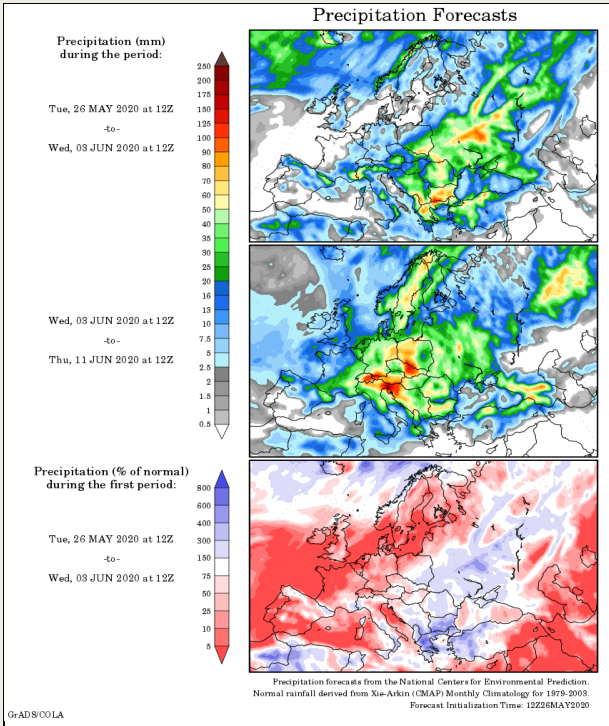 Precipitation Forecasts
Precipitation (mm)
during the period:
Tue, 26 MAY 2020 at 12Z
-to-
Wed, 03 JUN 2020 at 12Z
250
200
175
150
125
100
90
80
70
60
50
40
35
30
25
20
16
13
10
7.5
5
2.5
2
1.5
1
0.5
Wed, 03 JUN 2020 at 12Z
-to-
Thu, 11 JUN 2020 at 12Z
Precipitation (% of normal)
during the first period:
Tue, 26 MAY 2020 at 12Z
-to-
Wed, 03 JUN 2020 at 12Z
800
600
400
300
150
75
50
25
10
5
Precipitation forecasts from the National Centers for Environmental Prediction.
Normal rainfall derived from Xie-Arkin (CMAP) Monthly Climatology for 1979-2003.
Forecast Initialization Time: 12Z26MAY2020
GrADS/COLA